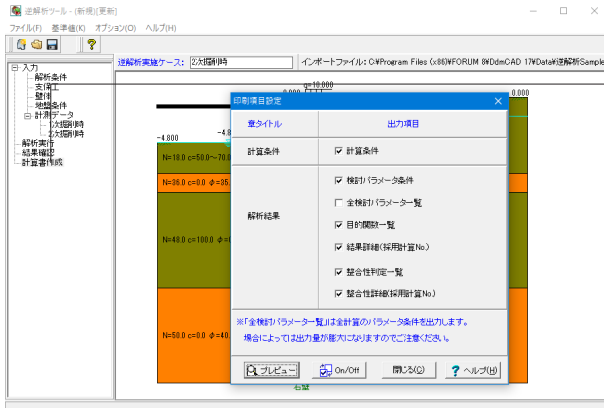 逆解析ツール - (新規)[更新]
ファイル(F) 基準値(K) オプション(O) ヘルプ(H)
逆解析実施ケース: 2次掘削時
インポートファイル: C:¥Program Files (x86)¥FORUM 8¥DdmCAD 17¥Data¥逆解析Sample
入力
解析条件
支保工
壁体
地盤条件
計測データ
1次掘削時
2次掘削時
解析実行
結果確認
計算書作成
q=10.000
0.000
0.000
-4.800
-4.8
N=18.0 c=50.0～70.0
N=36.0 c=0.0 φ=35.
N=48.0 c=100.0 φ=
N=50.0 c=0.0 φ=40.
右壁
印刷項目設定
章タイトル
出力項目
計算条件
計算条件
解析結果
検討パラメータ条件
全検討パラメータ一覧
目的関数一覧
結果詳細(採用計算No.)
整合性判定一覧
整合性詳細(採用計算No.)
※「全検討パラメータ一覧」は全計算のパラメータ条件を出力します。
場合によっては出力量が膨大になりますのでご注意ください。
プレビュー
On/Off
閉じる(C)
? ヘルプ(H)